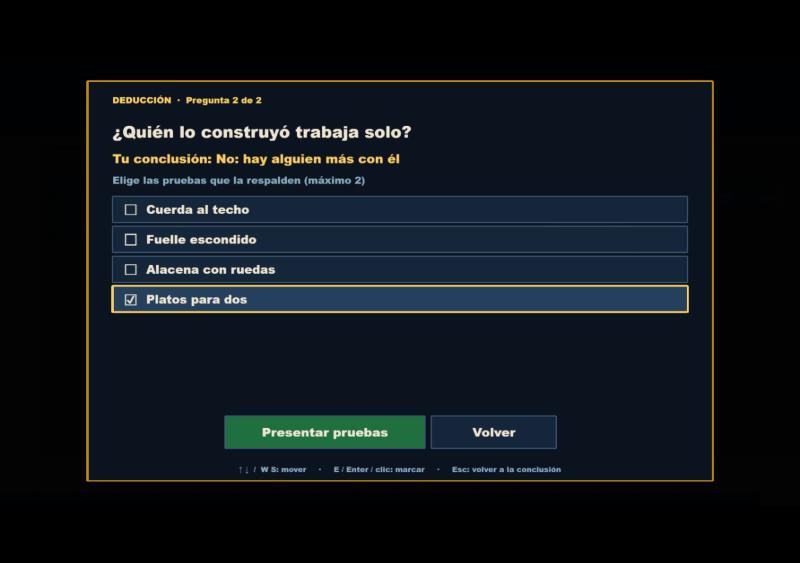 DEDUCCIÓN · Pregunta 2 de 2
¿Quién lo construyó trabaja solo?
Tu conclusión: No: hay alguien más con él
Elige las pruebas que la respalden (máximo 2)
☐ Cuerda al techo
☐ Fuelle escondido
☐ Alacena con ruedas
☑ Platos para dos
Presentar pruebas Volver
↑↓ / W S: mover · E / Enter / clic: marcar · Esc: volver a la conclusión